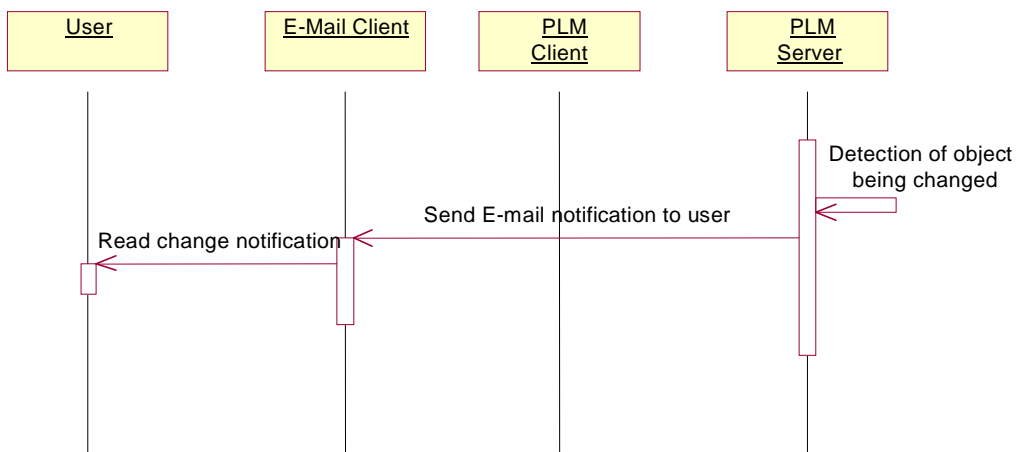 User
E-Mail Client
PLM
Client
PLM
Server
Detection of object
being changed
Send E-mail notification to user
Read change notification